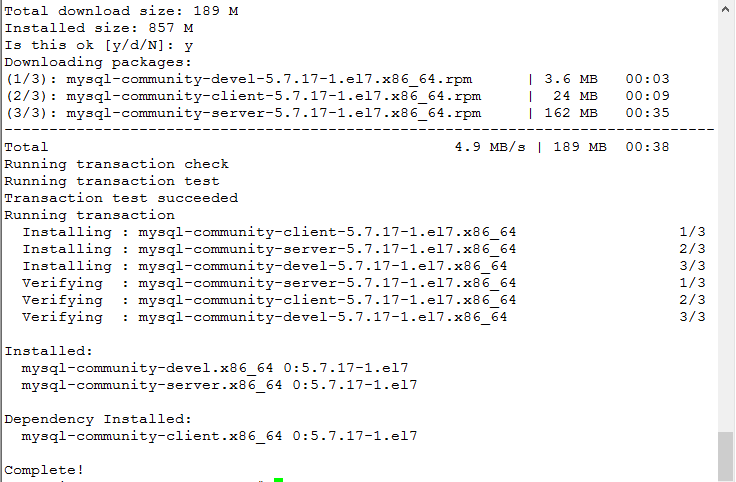 Total download size: 189 M
Installed size: 857 M
Is this ok [y/d/N]: y
Downloading packages:
(1/3): mysql-community-devel-5.7.17-1.el7.x86_64.rpm | 3.6 MB 00:03
(2/3): mysql-community-client-5.7.17-1.el7.x86_64.rpm | 24 MB 00:09
(3/3): mysql-community-server-5.7.17-1.el7.x86_64.rpm | 162 MB 00:35
-------------------------------------------------------------------------------
Total 4.9 MB/s | 189 MB 00:38
Running transaction check
Running transaction test
Transaction test succeeded
Running transaction
Installing : mysql-community-client-5.7.17-1.el7.x86_64 1/3
Installing : mysql-community-server-5.7.17-1.el7.x86_64 2/3
Installing : mysql-community-devel-5.7.17-1.el7.x86_64 3/3
Verifying : mysql-community-server-5.7.17-1.el7.x86_64 1/3
Verifying : mysql-community-client-5.7.17-1.el7.x86_64 2/3
Verifying : mysql-community-devel-5.7.17-1.el7.x86_64 3/3
Installed:
mysql-community-devel.x86_64 0:5.7.17-1.el7
mysql-community-server.x86_64 0:5.7.17-1.el7
Dependency Installed:
mysql-community-client.x86_64 0:5.7.17-1.el7
Complete!